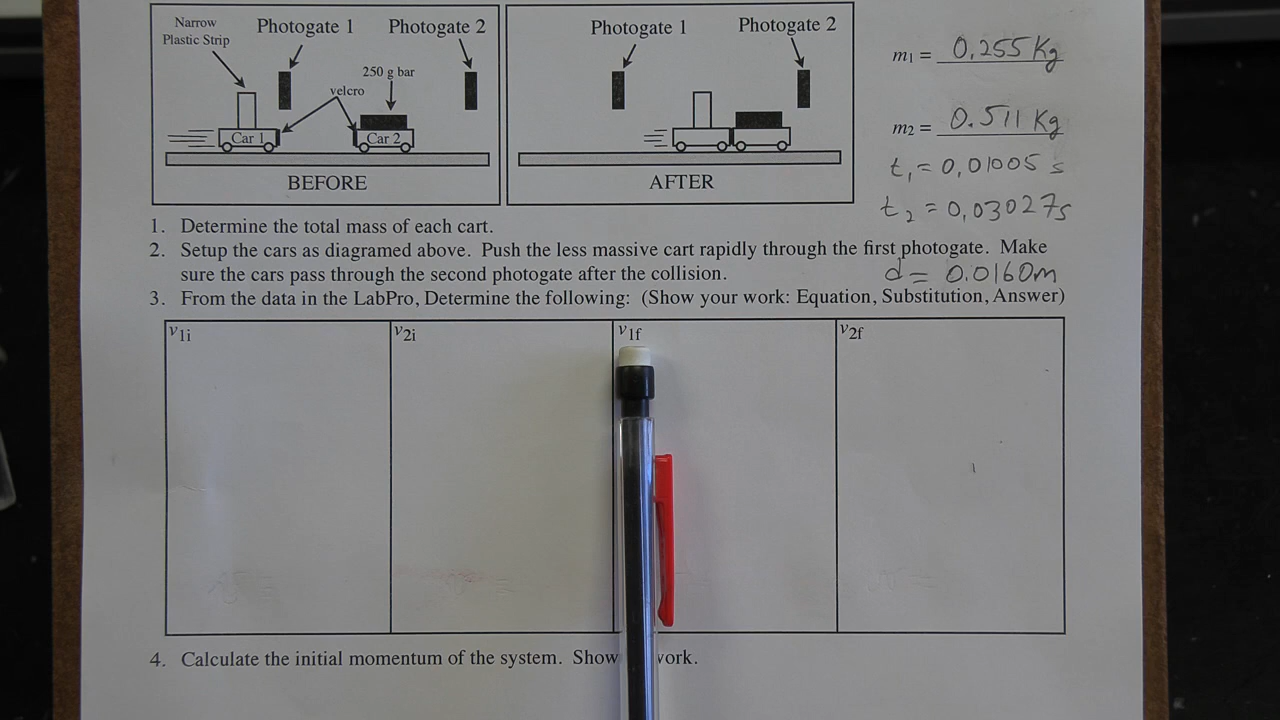 Narrow
Plastic Strip
Photogate 1
Photogate 2
250 g bar
velcro
Car 1
Car 2
BEFORE
Photogate 1
Photogate 2
AFTER
m1 = 0.255 Kg
m2 = 0.511 Kg
t1 = 0,01005 s
t2 = 0,03027s
1. Determine the total mass of each cart.
2. Setup the cars as diagramed above. Push the less massive cart rapidly through the first photogate. Make
sure the cars pass through the second photogate after the collision.
d = 0.0160m
3. From the data in the LabPro, Determine the following: (Show your work: Equation, Substitution, Answer)
v1i
v2i
v1f
v2f
4. Calculate the initial momentum of the system. Show work.